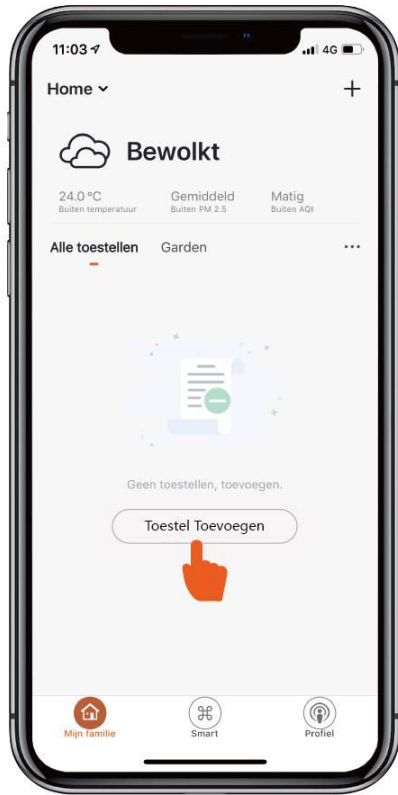 11:03 4G
Home
Bewolkt
24.0 °C Gemiddeld Matig
Buiten temperatuur Buiten PM 2.5 Buiten AQI
Alle toestellen Garden
Geen toestellen, toevoegen.
Toestel Toevoegen
Mijn familie Smart Profiel